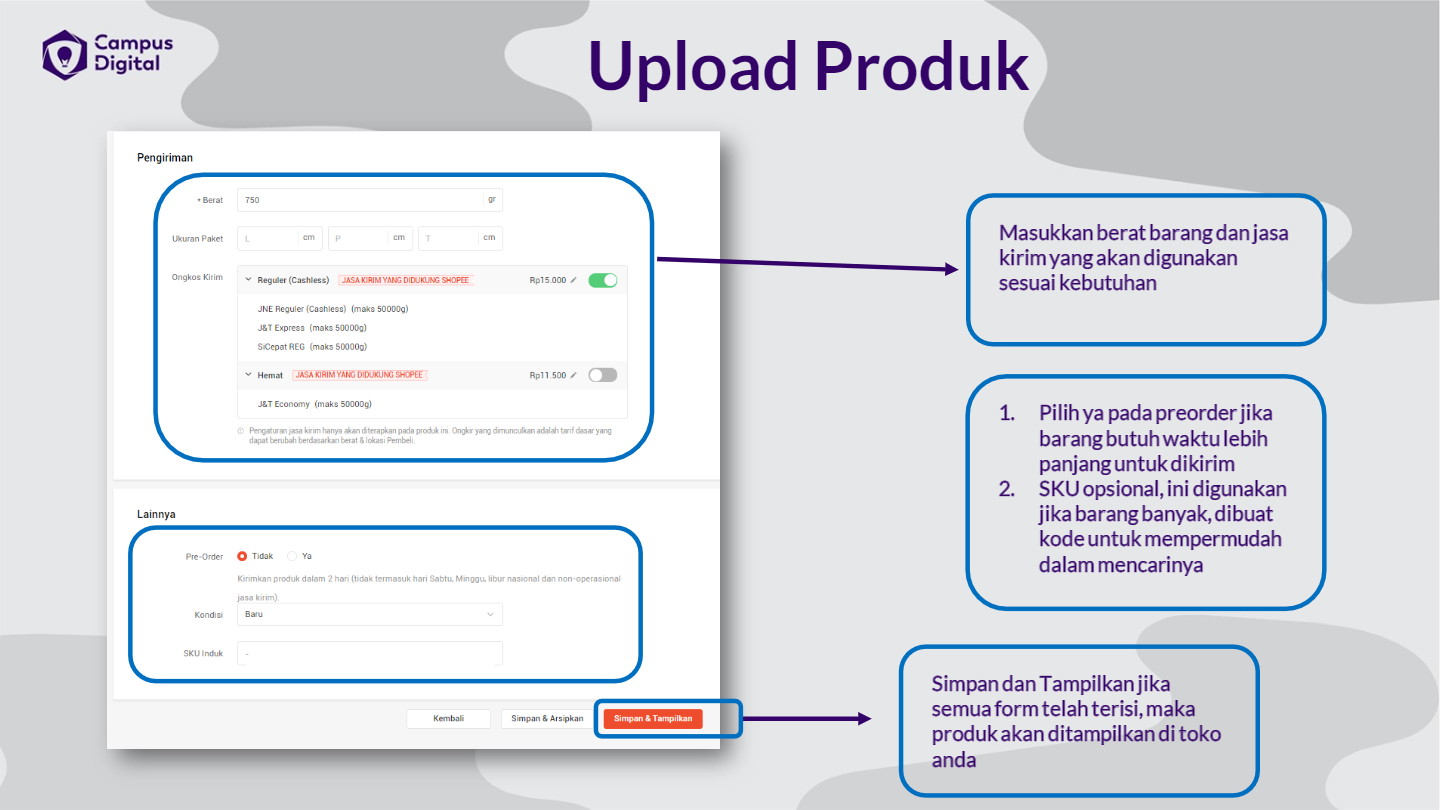 Campus
Digital
Upload Produk
Pengiriman
* Berat
750
gr
Ukuran Paket
L
cm
P
cm
T
cm
Ongkos Kirim
Reguler (Cashless)
JASA KIRIM YANG DIDUKUNG SHOPEE
Rp15.000
JNE Reguler (Cashless) (maks 50000g)
J&T Express (maks 50000g)
SiCepat REG (maks 50000g)
Hemat
JASA KIRIM YANG DIDUKUNG SHOPEE
Rp11.500
J&T Economy (maks 50000g)
Pengaturan jasa kirim hanya akan diterapkan pada produk ini. Ongkir yang dimunculkan adalah tarif dasar yang
dapat berubah berdasarkan berat & lokasi Pembeli.
Masukkan berat barang dan jasa
kirim yang akan digunakan
sesuai kebutuhan
Lainnya
Pre-Order
Tidak
Ya
Kirimkan produk dalam 2 hari (tidak termasuk hari Sabtu, Minggu, libur nasional dan non-operasional
jasa kirim).
Kondisi
Baru
SKU Induk
-
1. Pilih ya pada preorder jika
barang butuh waktu lebih
panjang untuk dikirim
2. SKU opsional, ini digunakan
jika barang banyak, dibuat
kode untuk mempermudah
dalam mencarinya
Kembali
Simpan & Arsipkan
Simpan & Tampilkan
Simpan dan Tampilkan jika
semua form telah terisi, maka
produk akan ditampilkan di toko
anda